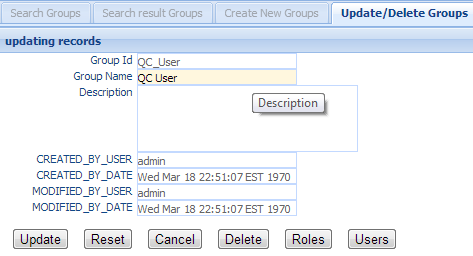 Search Groups Search result Groups Create New Groups Update/Delete Groups
updating records
Group Id QC_User
Group Name QC User
Description
Description
CREATED_BY_USER admin
CREATED_BY_DATE Wed Mar 18 22:51:07 EST 1970
MODIFIED_BY_USER admin
MODIFIED_BY_DATE Wed Mar 18 22:51:07 EST 1970
Update Reset Cancel Delete Roles Users